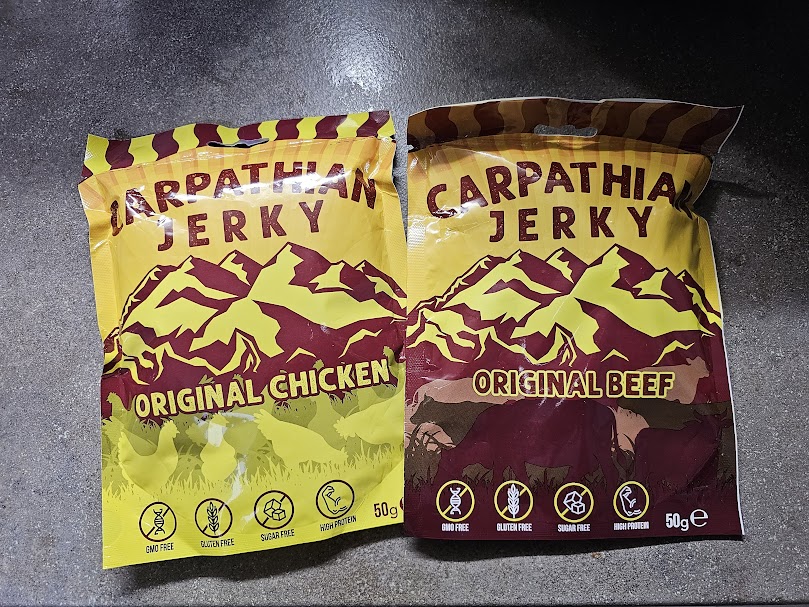 CARPATHIAN
JERKY
ORIGINAL CHICKEN
GMO FREE
GLUTEN FREE
SUGAR FREE
HIGH PROTEIN
50g
CARPATHIAN
JERKY
ORIGINAL BEEF
GMO FREE
GLUTEN FREE
SUGAR FREE
HIGH PROTEIN
50g ℮